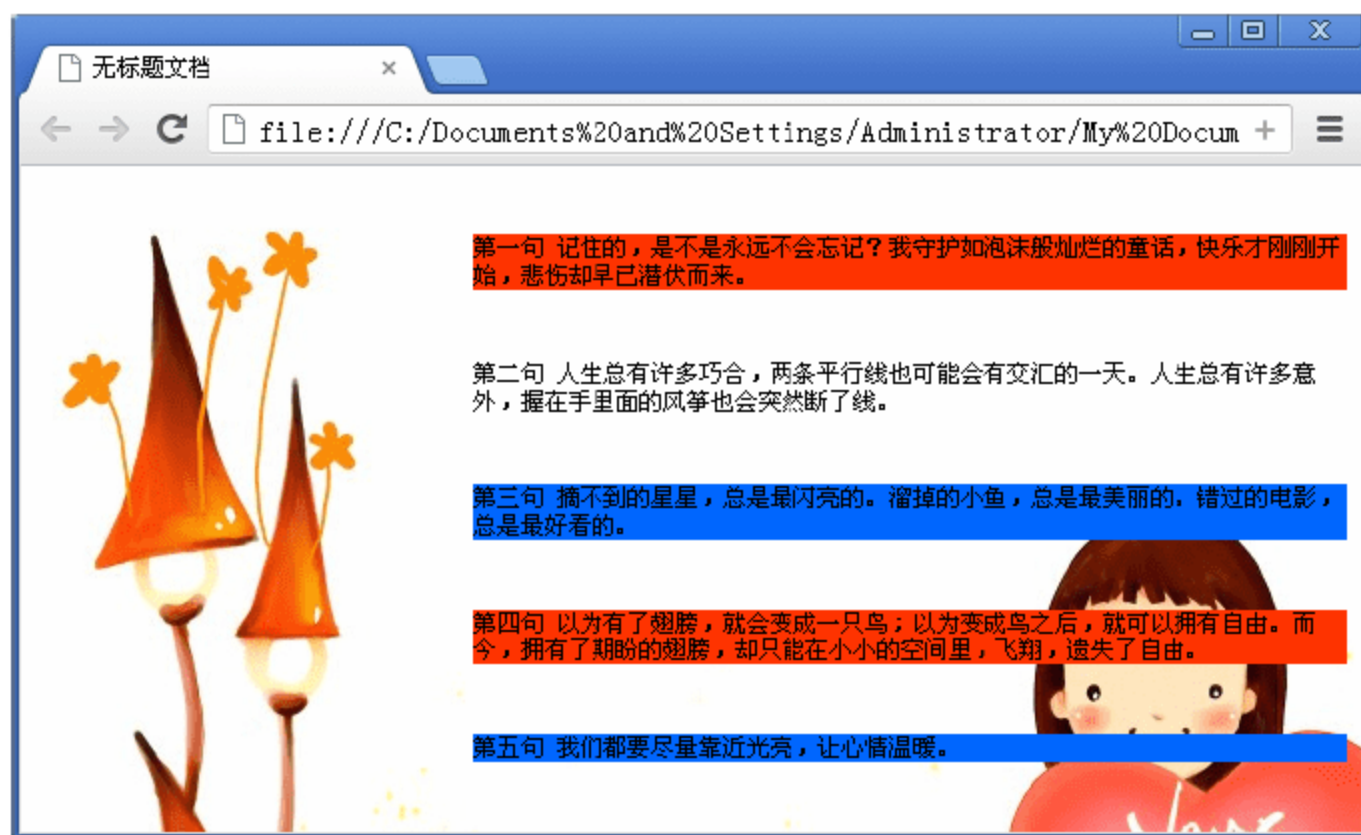 无标题文档
file:///C:/Documents%20and%20Settings/Administrator/My%20Docum
第一句 记住的，是不是永远不会忘记？我守护如泡沫般灿烂的童话，快乐才刚刚开
始，悲伤却早已潜伏而来。
第二句 人生总有许多巧合，两条平行线也可能会有交汇的一天。人生总有许多意
外，握在手里面的风筝也会突然断了线。
第三句 摘不到的星星，总是最闪亮的。溜掉的小鱼，总是最美丽的．错过的电影，
总是最好看的。
第四句 以为有了翅膀，就会变成一只鸟；以为变成鸟之后，就可以拥有自由。而
今，拥有了期盼的翅膀，却只能在小小的空间里，飞翔，遗失了自由。
第五句 我们都要尽量靠近光亮，让心情温暖。